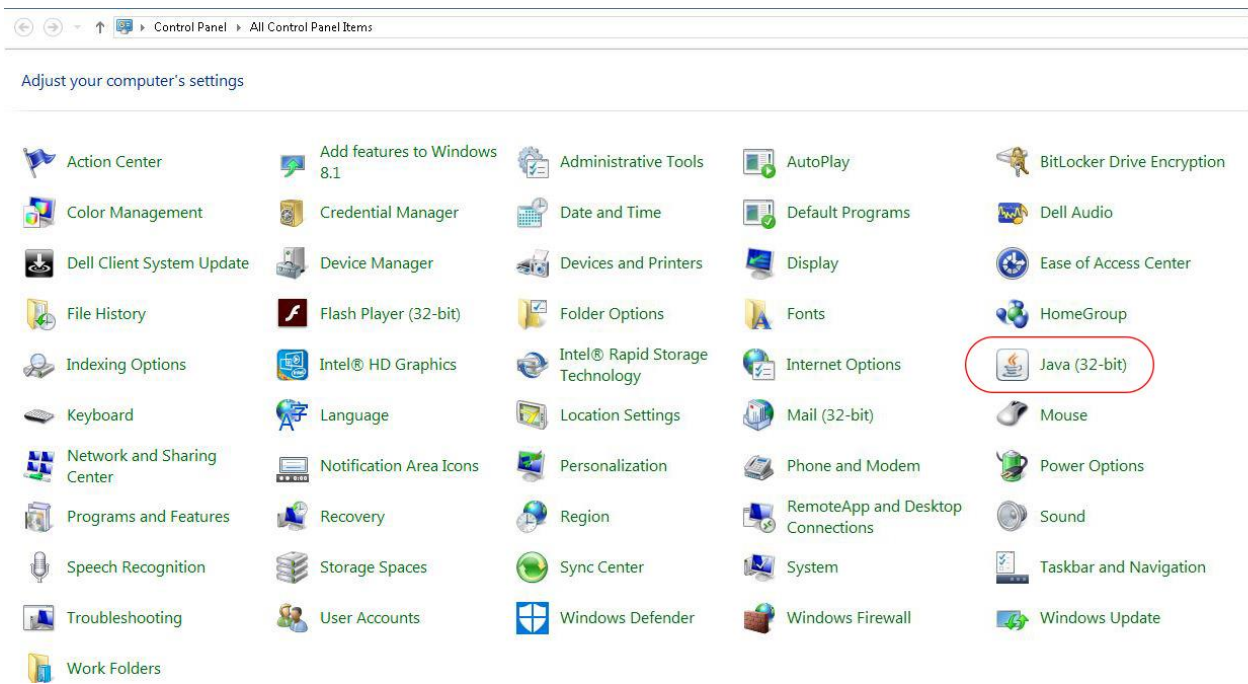 Control Panel All Control Panel Items
Adjust your computer's settings
Action Center
Add features to Windows
8.1
Administrative Tools
AutoPlay
BitLocker Drive Encryption
Color Management
Credential Manager
Date and Time
Default Programs
Dell Audio
Dell Client System Update
Device Manager
Devices and Printers
Display
Ease of Access Center
File History
Flash Player (32-bit)
Folder Options
Fonts
HomeGroup
Indexing Options
Intel® HD Graphics
Intel® Rapid Storage
Technology
Internet Options
Java (32-bit)
Keyboard
Language
Location Settings
Mail (32-bit)
Mouse
Network and Sharing
Center
Notification Area Icons
Personalization
Phone and Modem
Power Options
Programs and Features
Recovery
Region
RemoteApp and Desktop
Connections
Sound
Speech Recognition
Storage Spaces
Sync Center
System
Taskbar and Navigation
Troubleshooting
User Accounts
Windows Defender
Windows Firewall
Windows Update
Work Folders